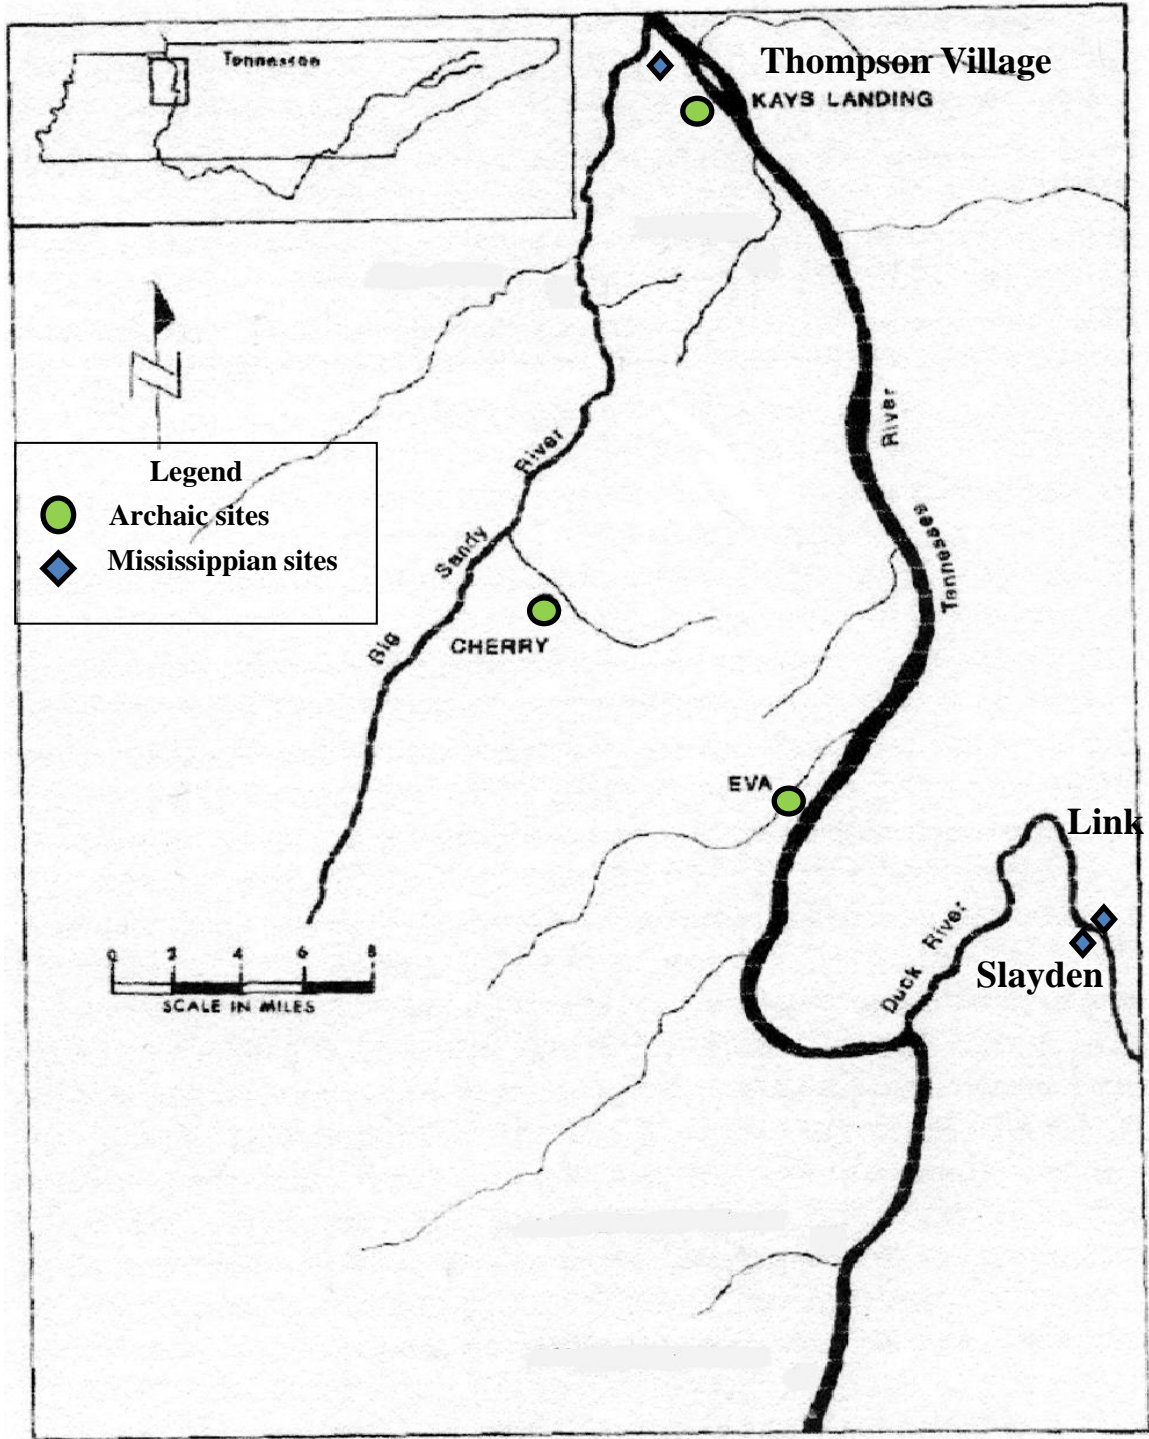 Tennessee
Thompson Village
KAYS LANDING
River
Tennessee
River
Sandy
Big
Legend
Archaic sites
Mississippian sites
CHERRY
EVA
Link
Duck River
Slayden
0 2 4 6 8
SCALE IN MILES
N